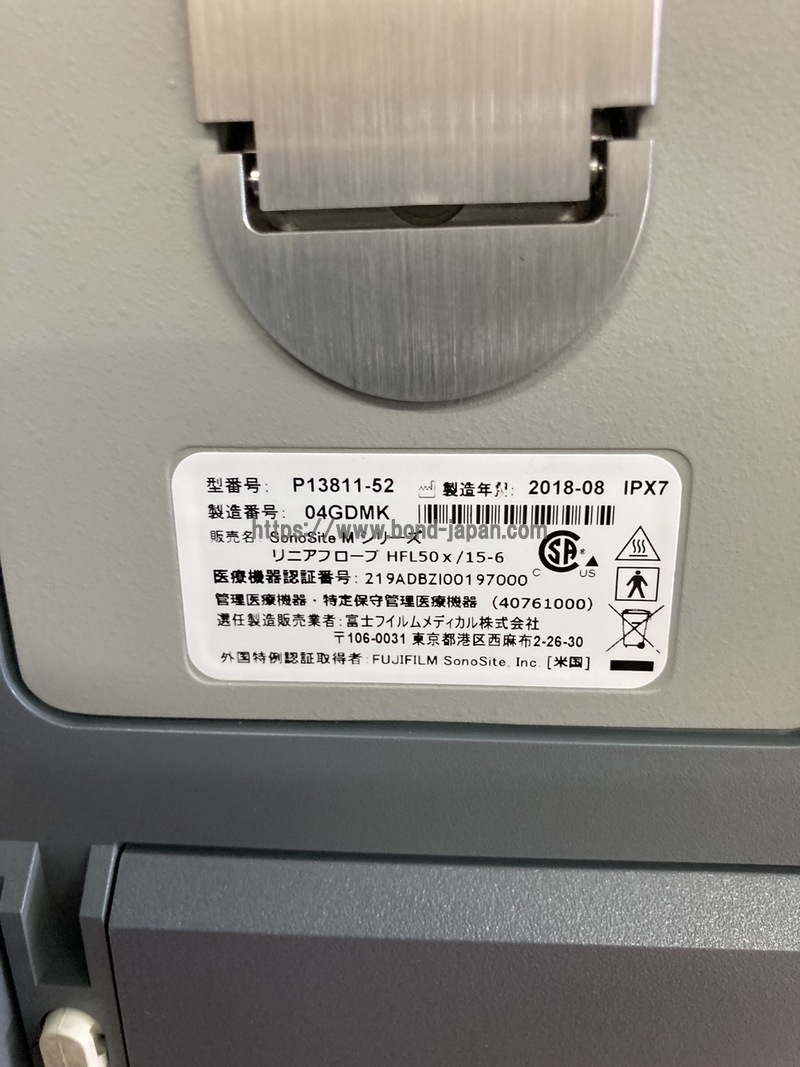 型番号: P13811-52 製造年月: 2018-08 IPX7
製造番号: 04GDMK
https://www.bond-japan.com
販売名 SonoSite M シリーズ
リニアプローブ HFL50x/15-6
SA® C US
医療機器認証番号: 219ADBZI00197000
管理医療機器・特定保守管理医療機器 (40761000)
選任製造販売業者:富士フイルムメディカル株式会社
〒106-0031 東京都港区西麻布2-26-30
外国特例認証取得者:FUJIFILM SonoSite, Inc. [米国]